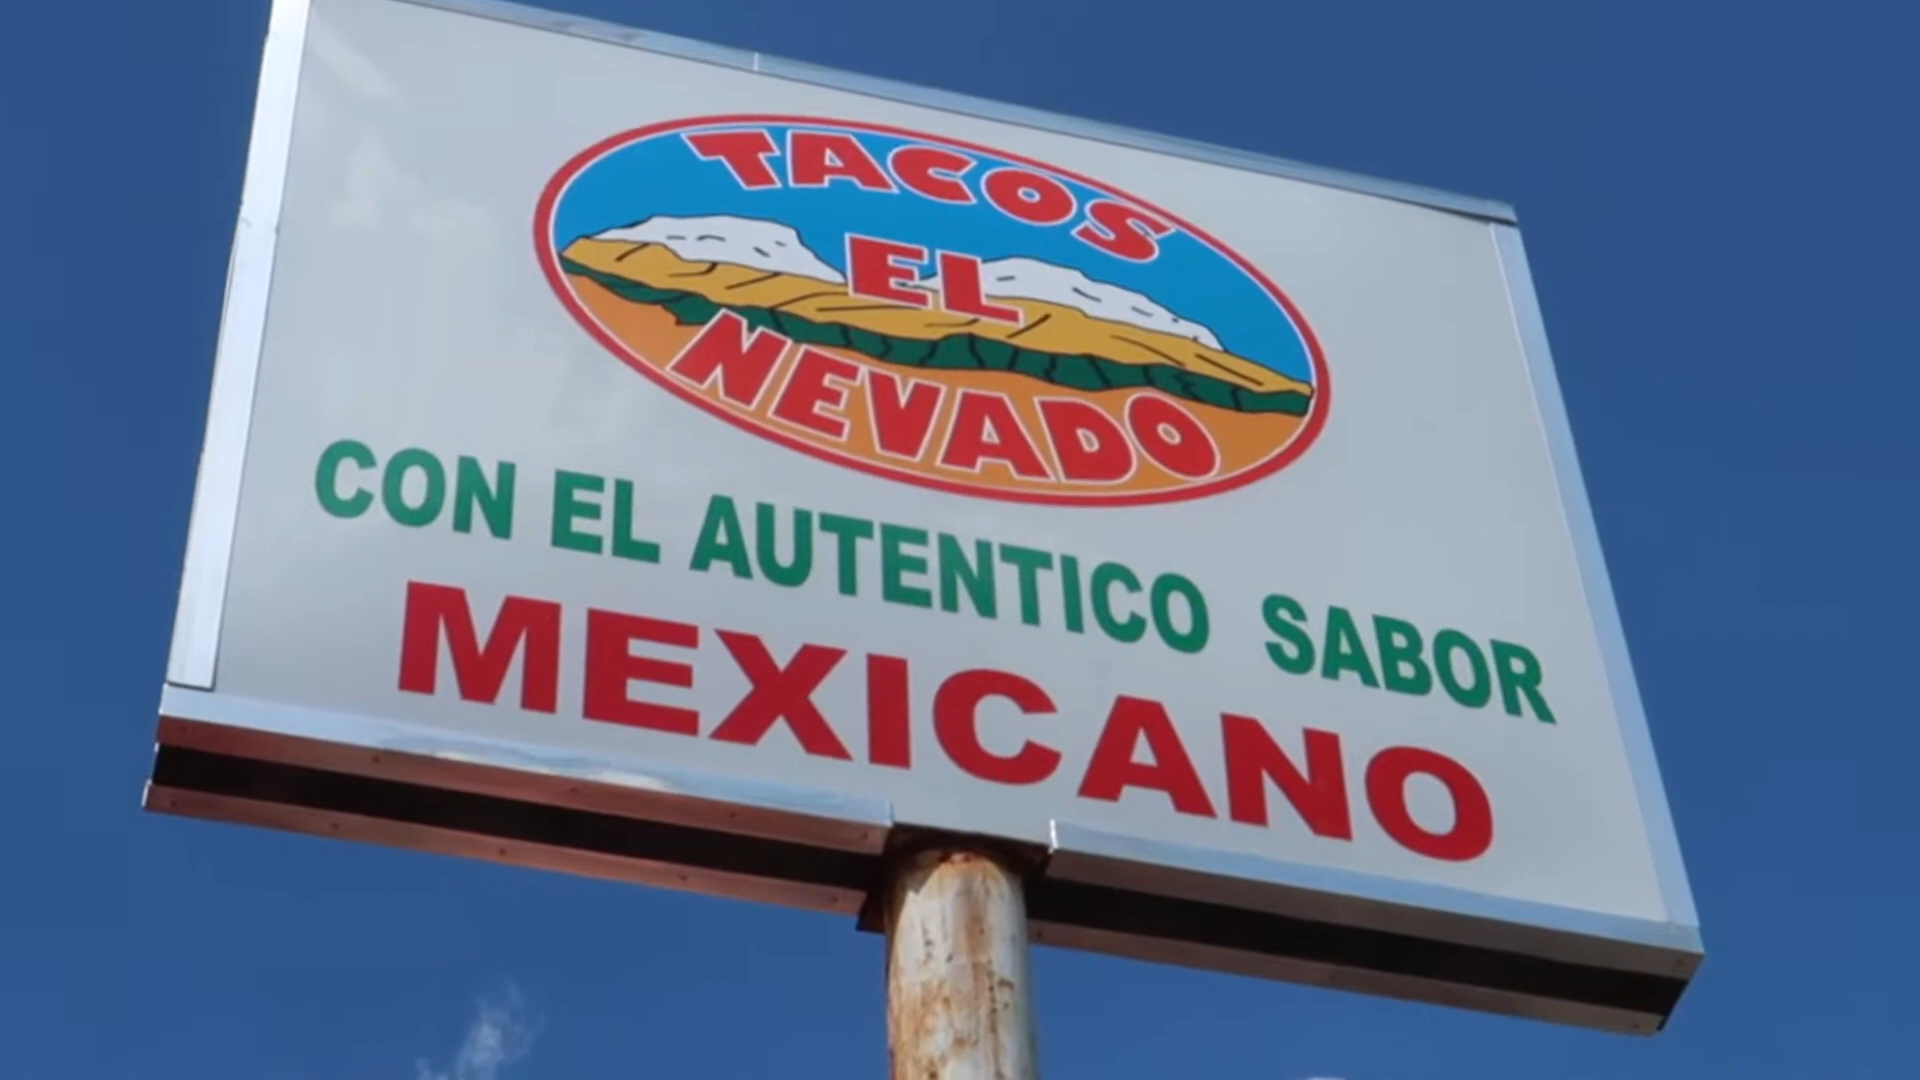 TACOS
EL
NEVADO
CON EL AUTENTICO SABOR
MEXICANO